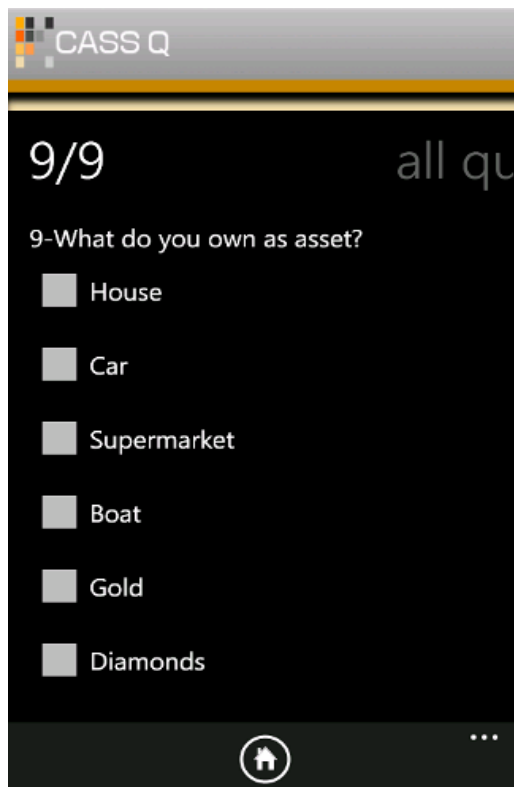 CASS Q
9/9 all qu
9-What do you own as asset?
House
Car
Supermarket
Boat
Gold
Diamonds